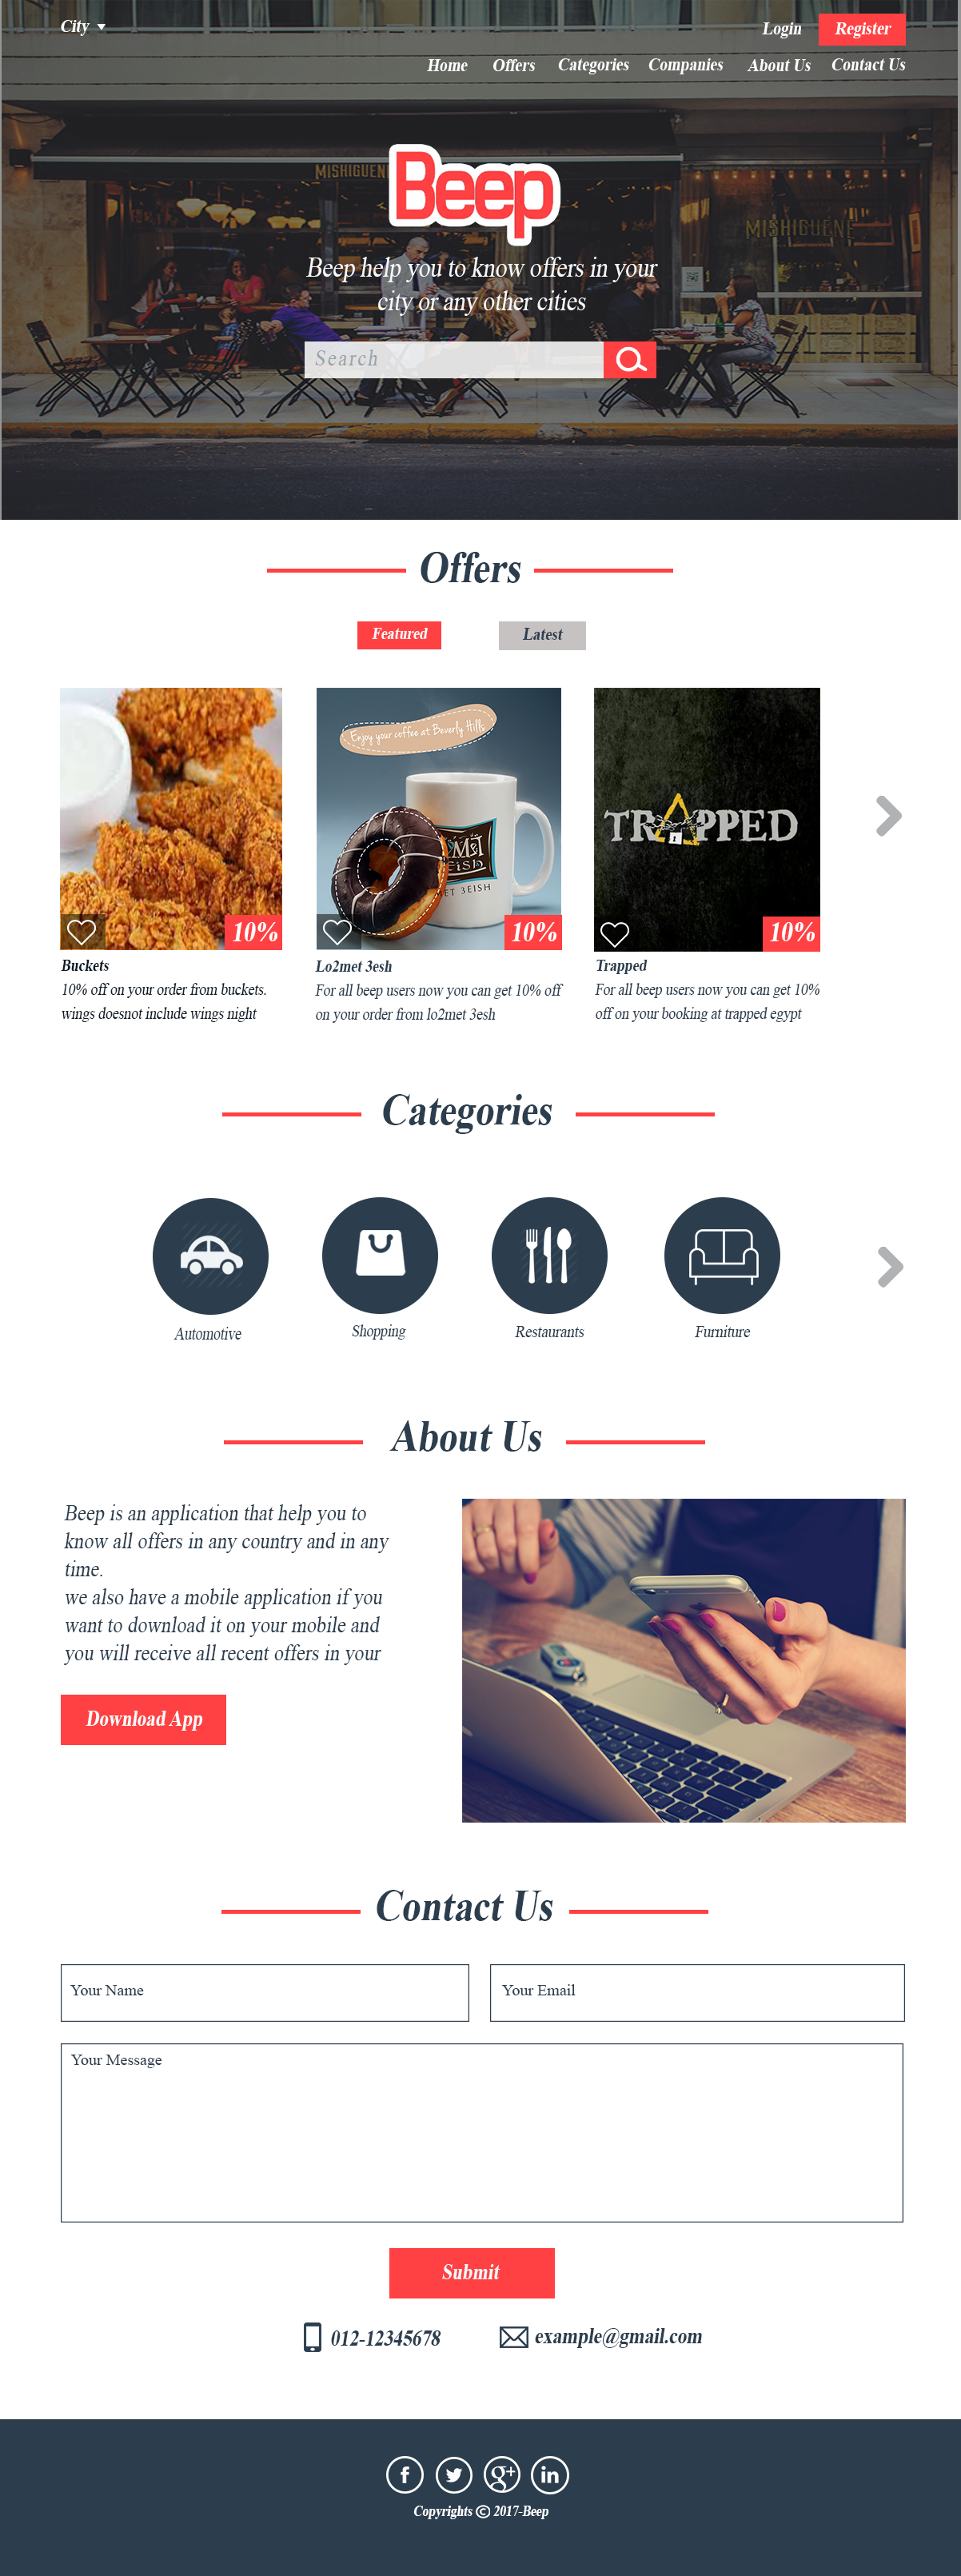 City
Login
Register
Home
Offers
Categories
Companies
About Us
Contact Us
MISHIGUENE
MISHIGUENE
Beep
Beep help you to know offers in your
city or any other cities
Search
Offers
Featured
Latest
Enjoy your coffee at Beverly Hills
TRAPPED
10%
10%
10%
Buckets
10% off on your order from buckets.
wings doesnot include wings night
Lo2met 3esh
For all beep users now you can get 10% off
on your order from lo2met 3esh
Trapped
For all beep users now you can get 10%
off on your booking at trapped egypt
Categories
Automotive
Shopping
Restaurants
Furniture
About Us
Beep is an application that help you to
know all offers in any country and in any
time.
we also have a mobile application if you
want to download it on your mobile and
you will receive all recent offers in your
Download App
Contact Us
Your Name
Your Email
Your Message
Submit
012-12345678
example@gmail.com
f
g+
in
Copyrights © 2017-Beep